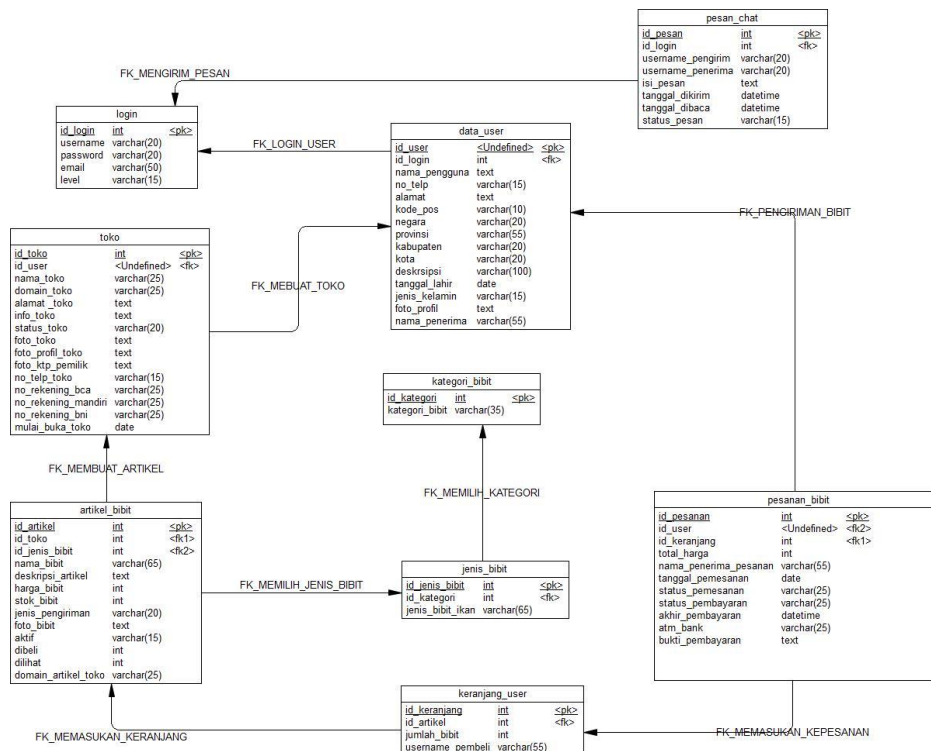 pesan_chat
id_pesan int <pk>
id_login int <fk>
username_pengirim varchar(20)
username_penerima varchar(20)
isi_pesan text
tanggal_dikirim datetime
tanggal_dibaca datetime
status_pesan varchar(15)
FK_MENGIRIM_PESAN
login
id_login int <pk>
username varchar(20)
password varchar(20)
email varchar(50)
level varchar(15)
FK_LOGIN_USER
data_user
id_user <Undefined> <pk>
id_login int <fk>
nama_pengguna text
no_telp varchar(15)
alamat text
kode_pos varchar(10)
negara varchar(20)
provinsi varchar(55)
kabupaten varchar(20)
kota varchar(20)
deskrsipsi varchar(100)
tanggal_lahir date
jenis_kelamin varchar(15)
foto_profil text
nama_penerima varchar(55)
FK_PENGIRIMAN_BIBIT
toko
id_toko int <pk>
id_user <Undefined> <fk>
nama_toko varchar(25)
domain_toko varchar(25)
alamat _toko text
info_toko text
status_toko varchar(20)
foto_toko text
foto_profil_toko text
foto_ktp_pemilik text
no_telp_toko varchar(15)
no_rekening_bca varchar(25)
no_rekening_mandiri varchar(25)
no_rekening_bni varchar(25)
mulai_buka_toko date
FK_MEBUAT_TOKO
kategori_bibit
id_kategori int <pk>
kategori_bibit varchar(35)
FK_MEMBUAT_ARTIKEL
FK_MEMILIH_KATEGORI
artikel_bibit
id_artikel int <pk>
id_toko int <fk1>
id_jenis_bibit int <fk2>
nama_bibit varchar(65)
deskripsi_artikel text
harga_bibit int
stok_bibit int
jenis_pengiriman varchar(20)
foto_bibit text
aktif varchar(15)
dibeli int
dilihat int
domain_artikel_toko varchar(25)
FK_MEMILIH_JENIS_BIBIT
jenis_bibit
id_jenis_bibit int <pk>
id_kategori int <fk>
jenis_bibit_ikan varchar(65)
pesanan_bibit
id_pesanan int <pk>
id_user <Undefined> <fk2>
id_keranjang int <fk1>
total_harga int
nama_penerima_pesanan varchar(55)
tanggal_pemesanan date
status_pemesanan varchar(25)
status_pembayaran varchar(25)
akhir_pembayaran datetime
atm_bank varchar(25)
bukti_pembayaran text
keranjang_user
id_keranjang int <pk>
id_artikel int <fk>
jumlah_bibit int
username_pembeli varchar(55)
FK_MEMASUKAN_KERANJANG
FK_MEMASUKAN_KEPESANAN